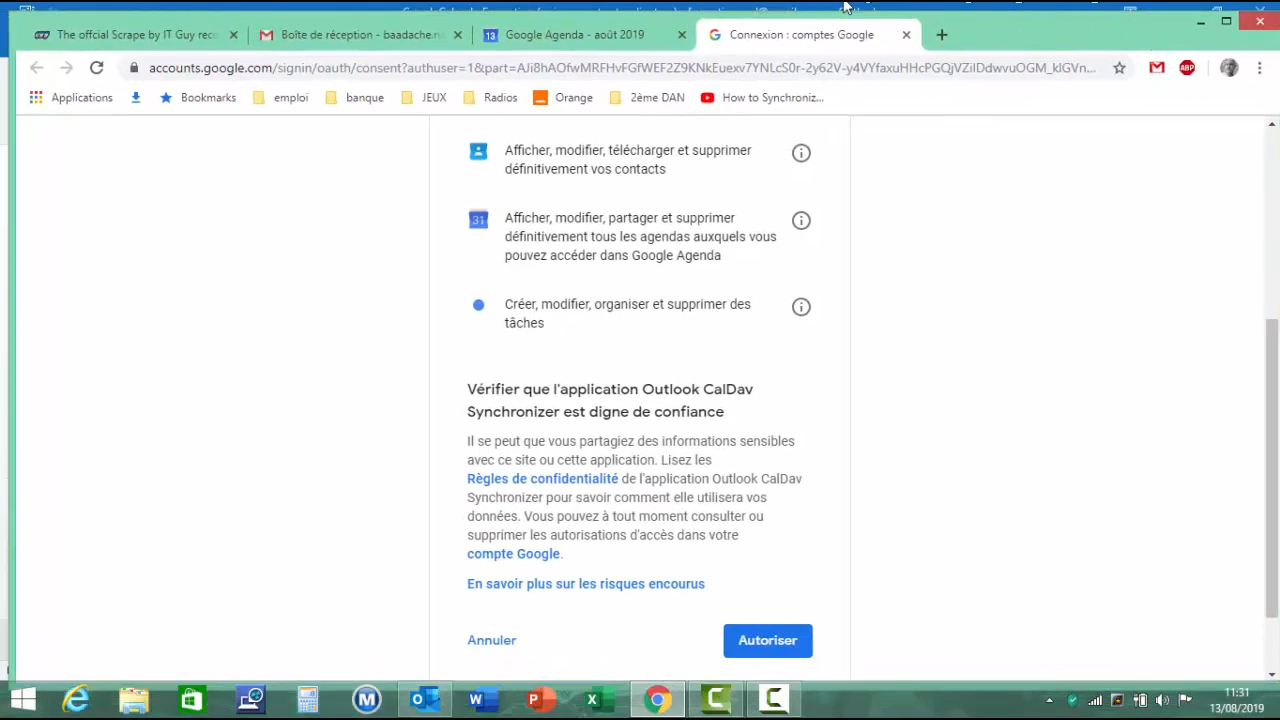 The offcial Scrape by IT Guy reco
Boîte de réception - baadache.na
13
Google Agenda - août 2019
Connexion : comptes Google
accounts.google.com/signin/oauth/consent?authuser=1&part=
Applications
Bookmarks
emploi
banque
JEUX
Radios
Orange
2ème DAN
How to Synchroniz...
ABP
Afficher, modifier, télécharger et supprimer
définitivement vos contacts
31
Afficher, modifier, partager et supprimer
définitivement tous les agendas auxquels vous
pouvez accéder dans Google Agenda
Créer, modifier, organiser et supprimer des
tâches
Vérifier que l'application Outlook CalDav
Synchronizer est digne de confiance
Il se peut que vous partagiez des informations sensibles
avec ce site ou cette application. Lisez les
Règles de confidentialité de l'application Outlook CalDav
Synchronizer pour savoir comment elle utilisera vos
données. Vous pouvez à tout moment consulter ou
supprimer les autorisations d'accès dans votre
compte Google.
En savoir plus sur les risques encourus
Annuler
Autoriser
11:31
13/08/2019